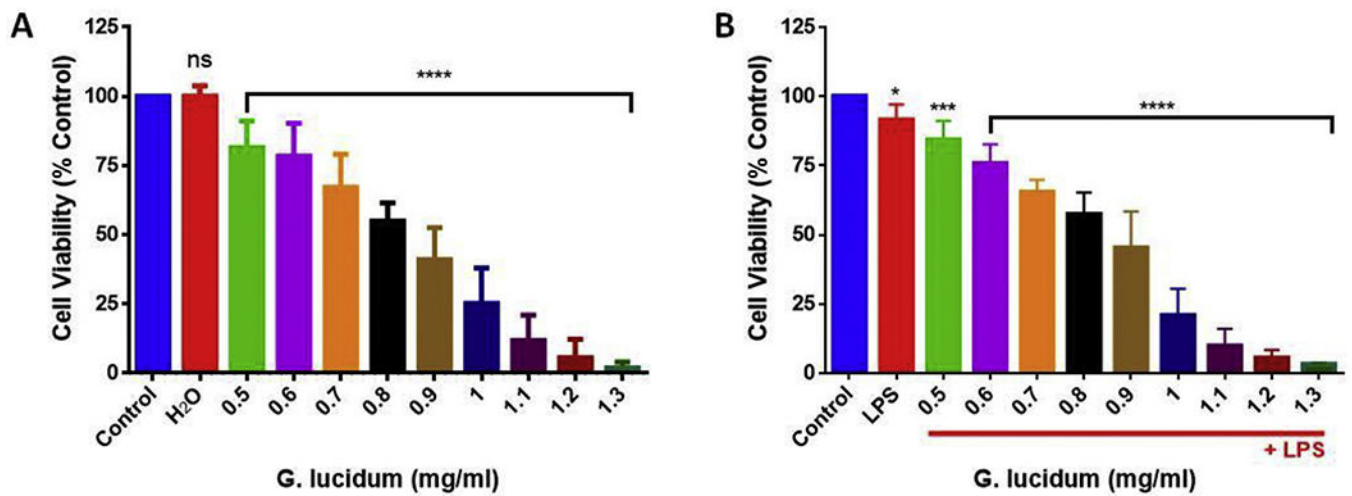 A
125
100
75
50
25
0
Cell Viability (% Control)
ns
****
Control H₂O 0.5 0.6 0.7 0.8 0.9 1 1.1 1.2 1.3
G. lucidum (mg/ml)
B
125
100
75
50
25
0
Cell Viability (% Control)
*
***
****
Control LPS 0.5 0.6 0.7 0.8 0.9 1 1.1 1.2 1.3
+ LPS
G. lucidum (mg/ml)